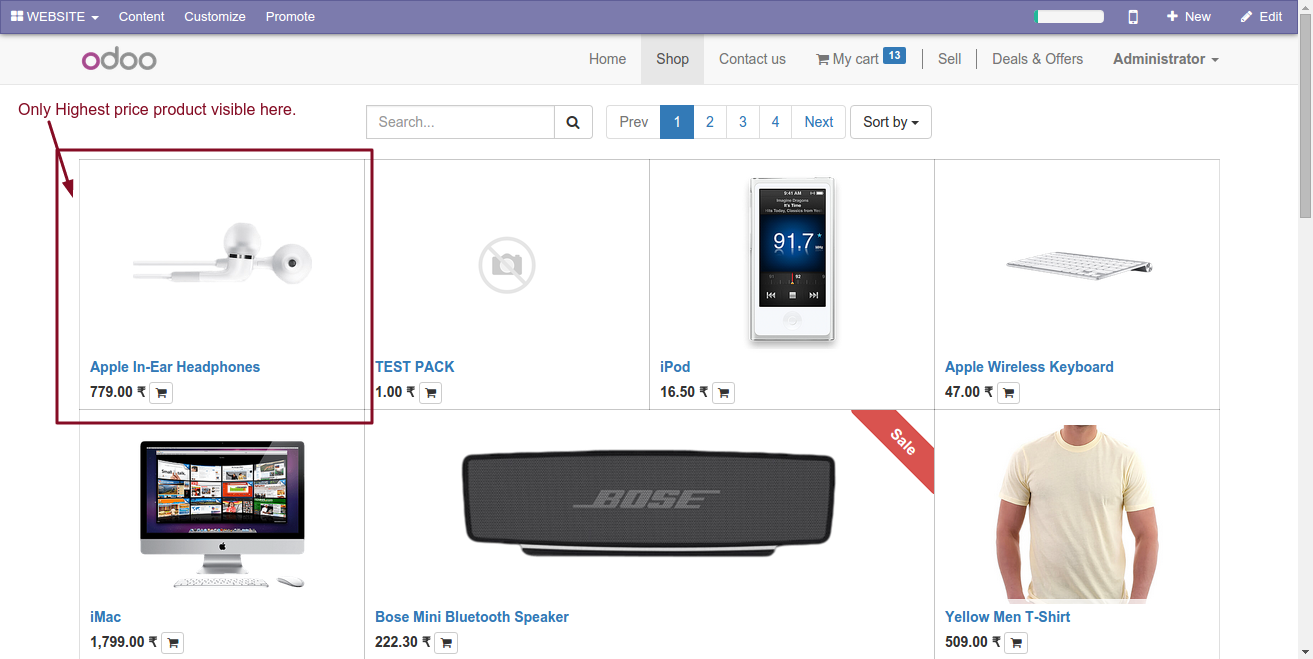 WEBSITE Content Customize Promote New Edit
odoo Home Shop Contact us My cart 13 Sell Deals & Offers Administrator
Only Highest price product visible here.
Search... Prev 1 2 3 4 Next Sort by
9:41 AM
Imagine Dragons
It's Time
91.7
MHz
92
Apple In-Ear Headphones TEST PACK iPod Apple Wireless Keyboard
779.00 ₹ 1.00 ₹ 16.50 ₹ 47.00 ₹
Sale
BOSE
iMac Bose Mini Bluetooth Speaker Yellow Men T-Shirt
1,799.00 ₹ 222.30 ₹ 509.00 ₹